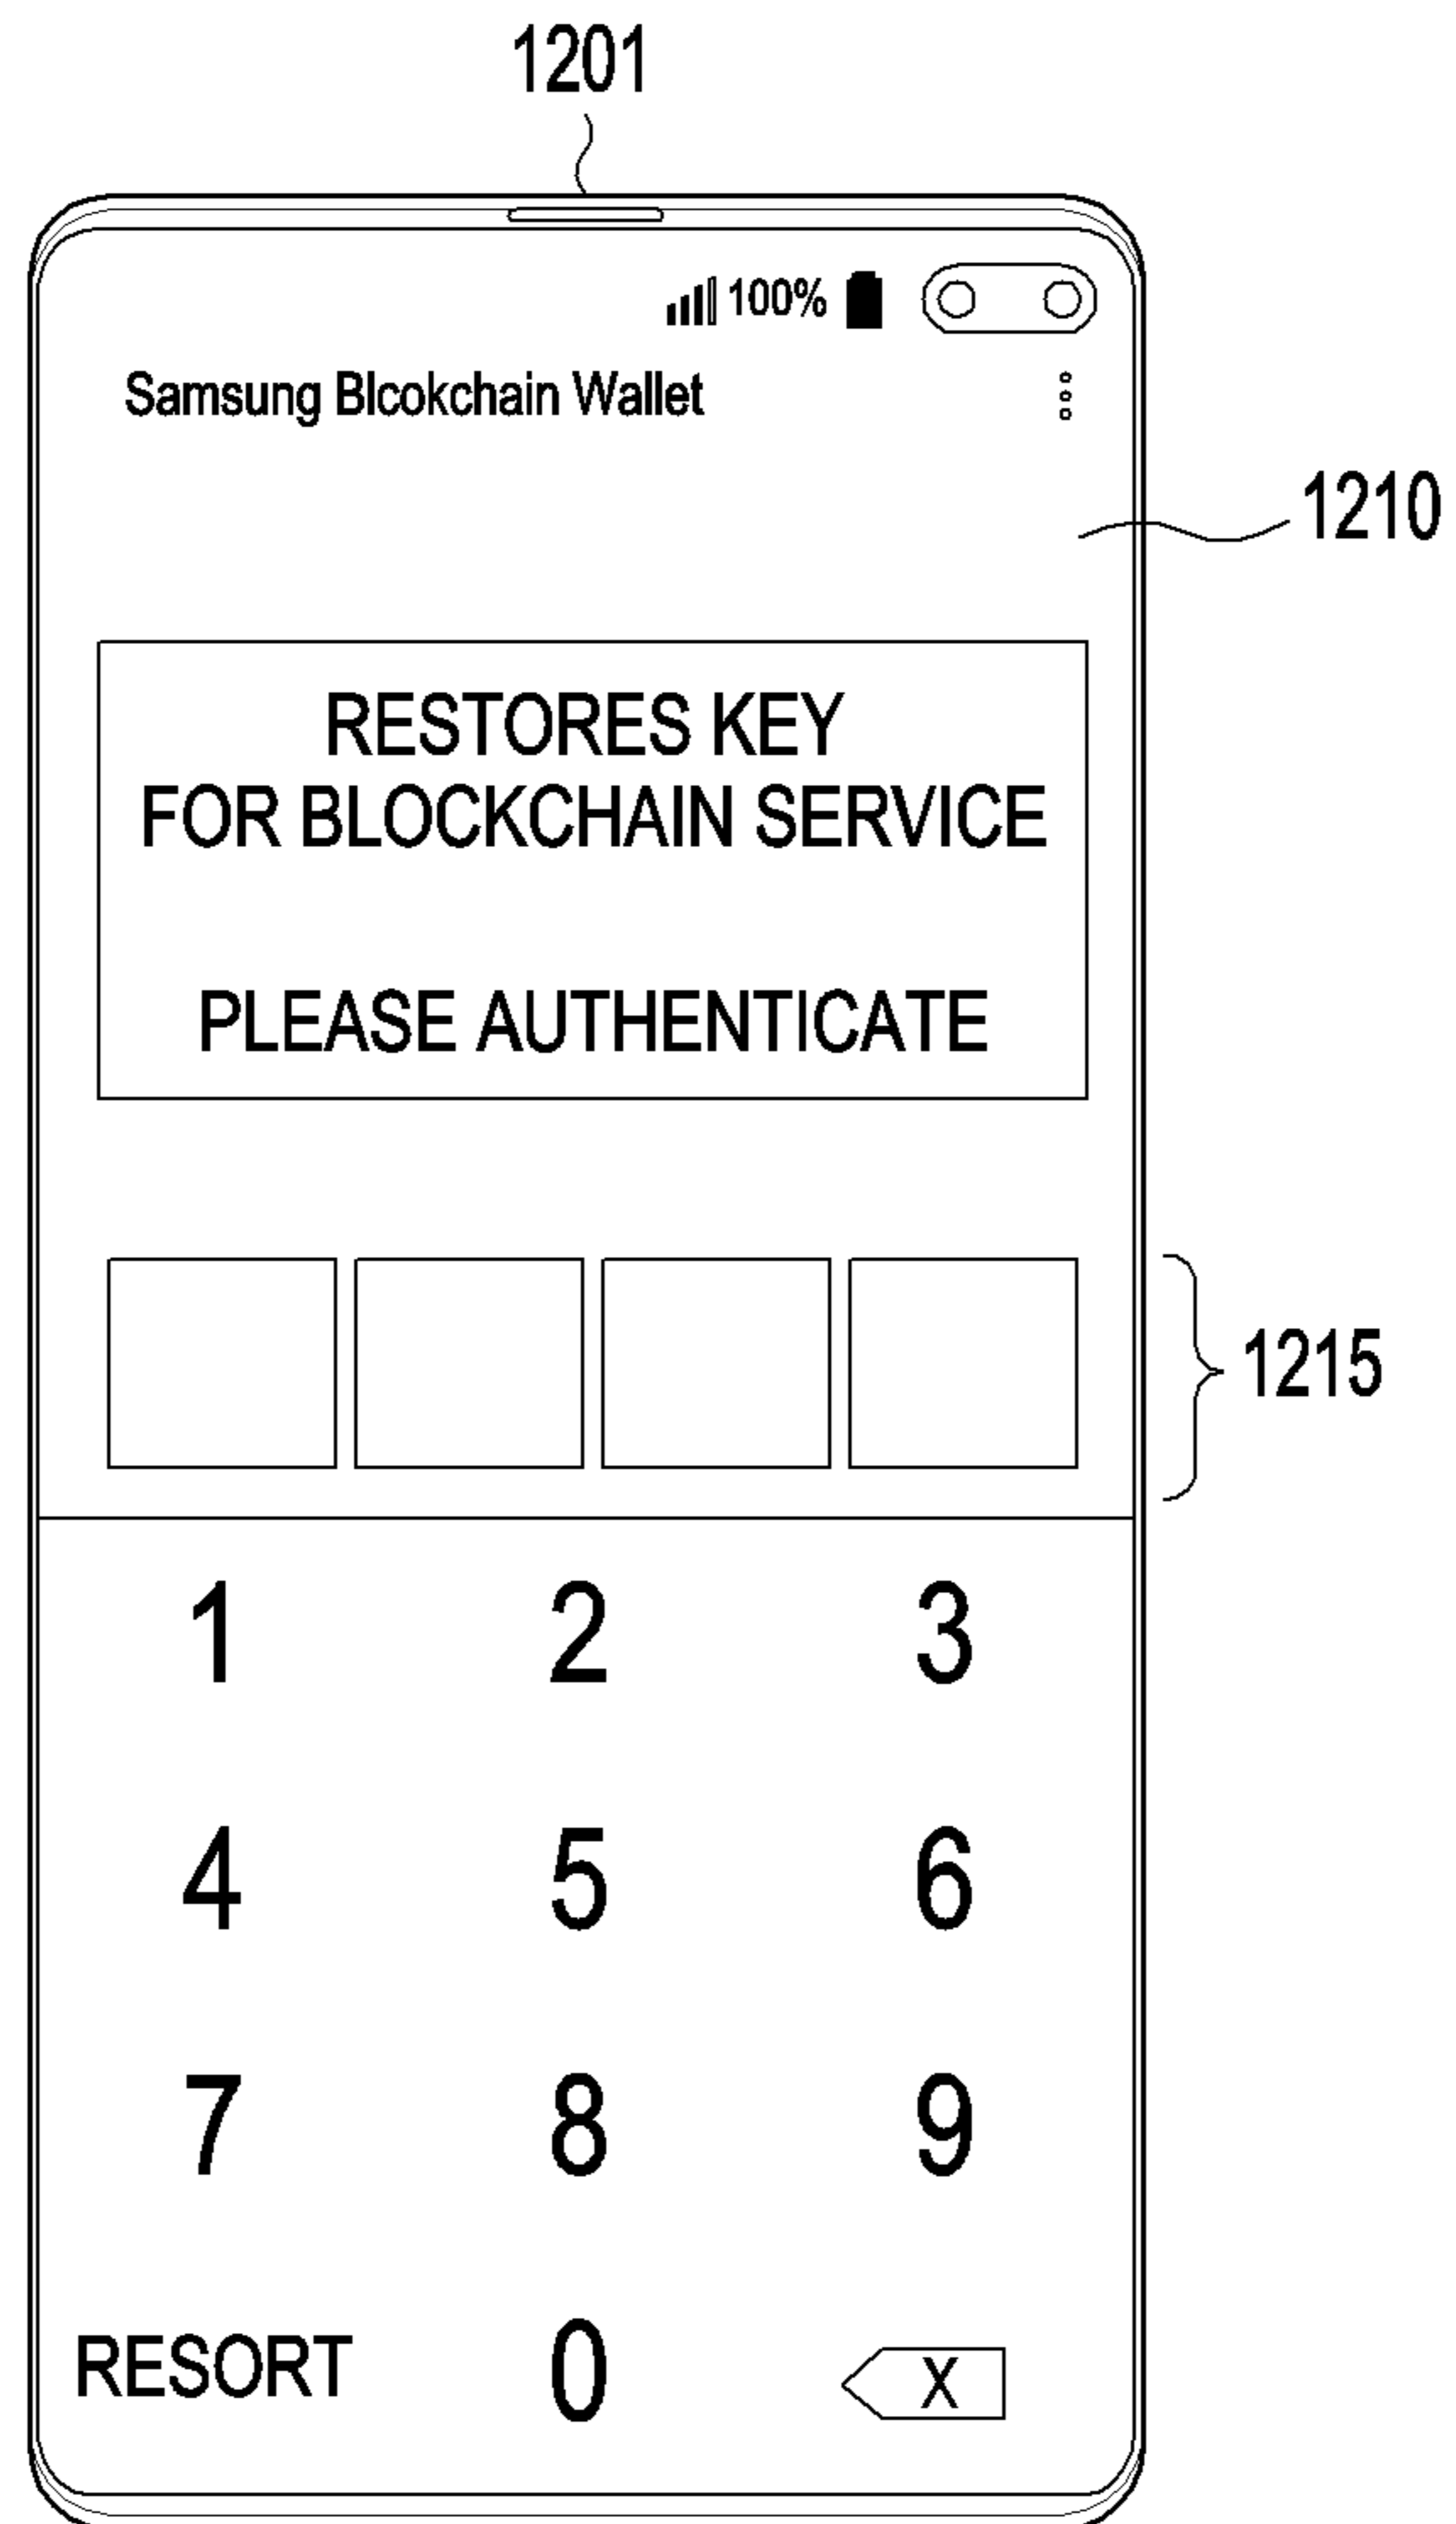 1201
100%
Samsung Blcokchain Wallet
1210
RESTORES KEY
FOR BLOCKCHAIN SERVICE
PLEASE AUTHENTICATE
1215
1 2 3
4 5 6
7 8 9
RESORT 0 X